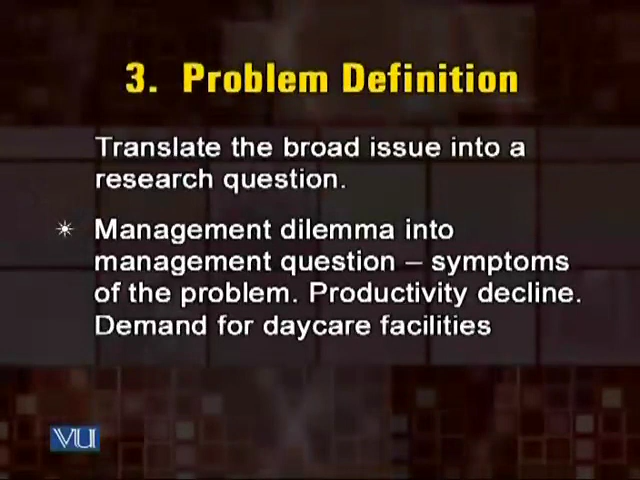 3. Problem Definition
Translate the broad issue into a
research question.
Management dilemma into
management question – symptoms
of the problem. Productivity decline.
Demand for daycare facilities
VU